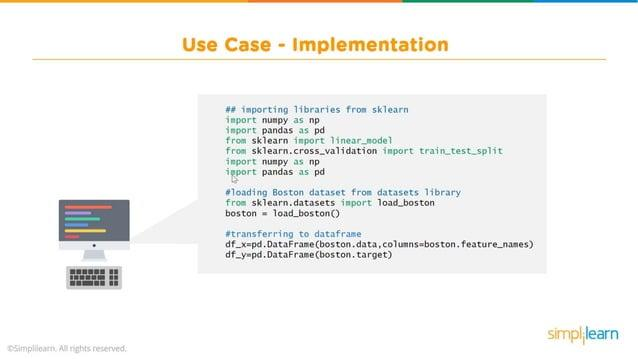 Use Case - Implementation
## importing libraries from sklearn
import numpy as np
import pandas as pd
from sklearn import linear_model
from sklearn.cross_validation import train_test_split
import numpy as np
import pandas as pd
#loading Boston dataset from datasets library
from sklearn.datasets import load_boston
boston = load_boston()
#transferring to dataframe
df_x=pd.DataFrame(boston.data,columns=boston.feature_names)
df_y=pd.DataFrame(boston.target)
simplilearn
©Simplilearn. All rights reserved.